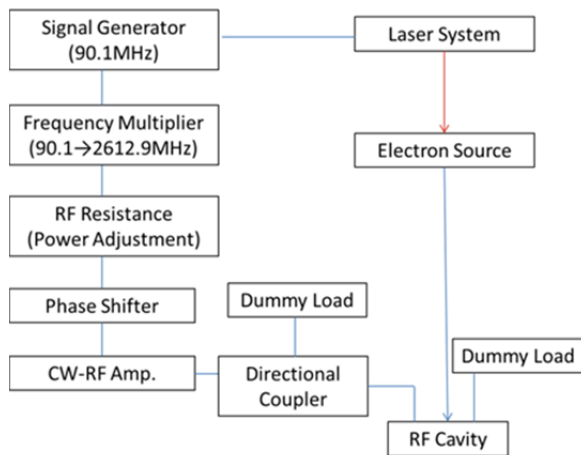 Signal Generator
(90.1MHz)
Laser System
Frequency Multiplier
(90.1→2612.9MHz)
Electron Source
RF Resistance
(Power Adjustment)
Phase Shifter
Dummy Load
CW-RF Amp.
Directional
Coupler
Dummy Load
RF Cavity